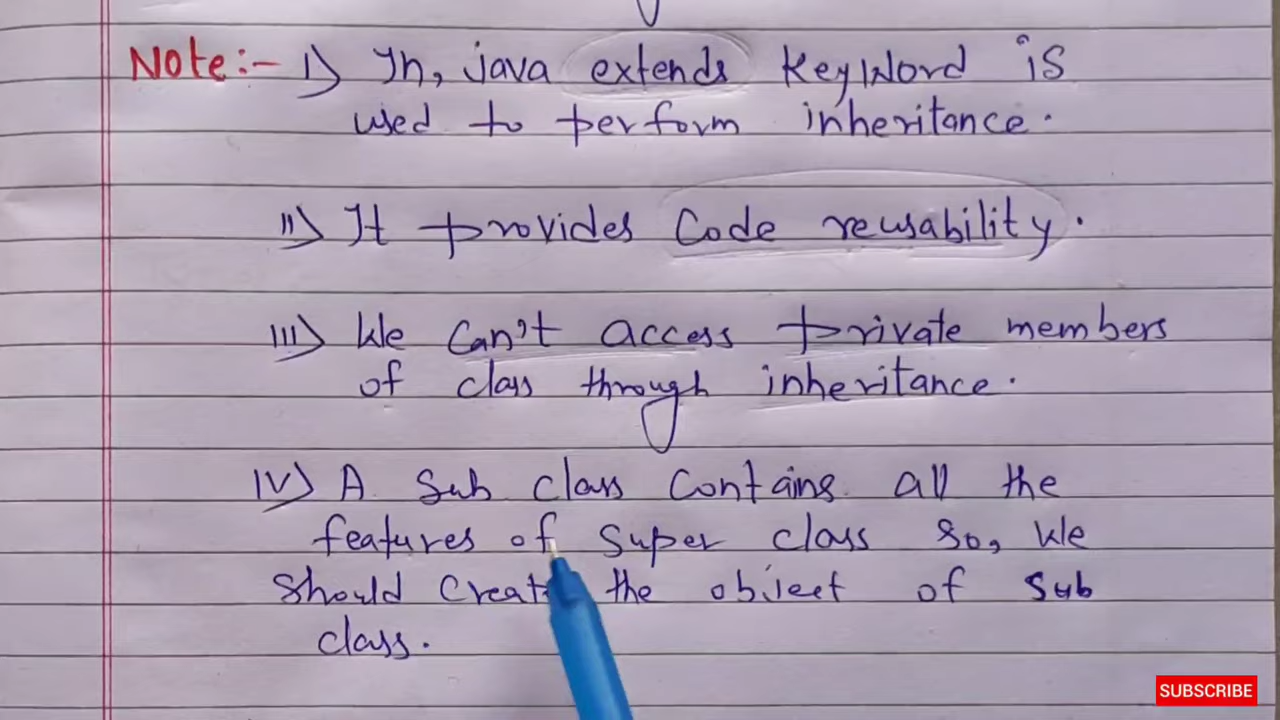 Note:- i) In, java extends keyword is
used to perform inheritance.
ii) It provides Code reusability.
iii) We can't access private members
of class through inheritance.
iv) A Sub class contains all the
features of super class so, We
should create the object of sub
class.
SUBSCRIBE